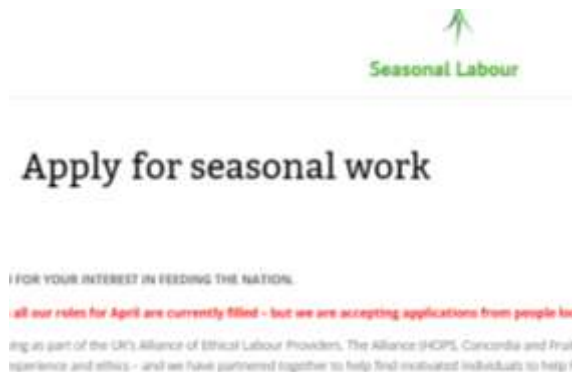 Seasonal Labour
Apply for seasonal work
FOR YOUR INTEREST IN FEEDING THE NATION.
all our roles for April are currently filled – but we are accepting applications from people
ing as part of the UK's Alliance of Ethical Labour Providers. The Alliance (HOPS, Concordia and
experience and ethics – and we have partnered together to help find motivated individuals to help